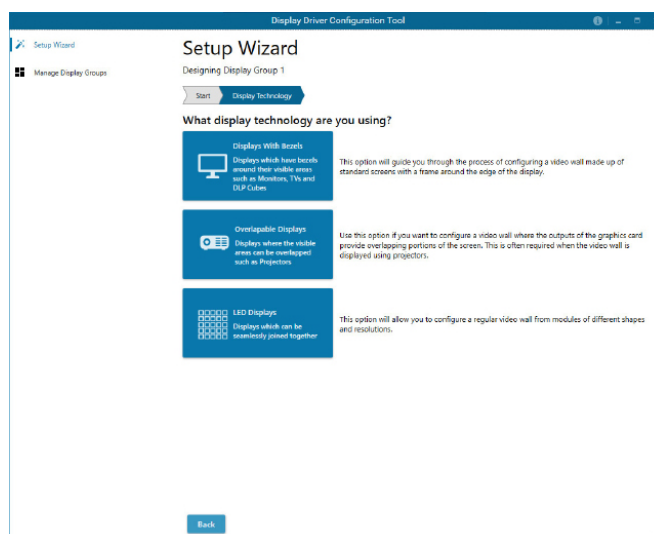 Display Driver Configuration Tool
Setup Wizard
Manage Display Groups
Setup Wizard
Designing Display Group 1
Start
Display Technology
What display technology are you using?
Displays With Bezels
Displays which have bezels
around their visible areas
such as Monitors, TVs and
DLP Cubes
This option will guide you through the process of configuring a video wall made up of
standard screens with a frame around the edge of the display.
Overlapable Displays
Displays where the visible
areas can be overlapped
such as Projectors
Use this option if you want to configure a video wall where the outputs of the graphics card
provide overlapping portions of the screen. This is often required when the video wall is
displayed using projectors.
LED Displays
Displays which can be
seamlessly joined together
This option will allow you to configure a regular video wall from modules of different shapes
and resolutions.
Back